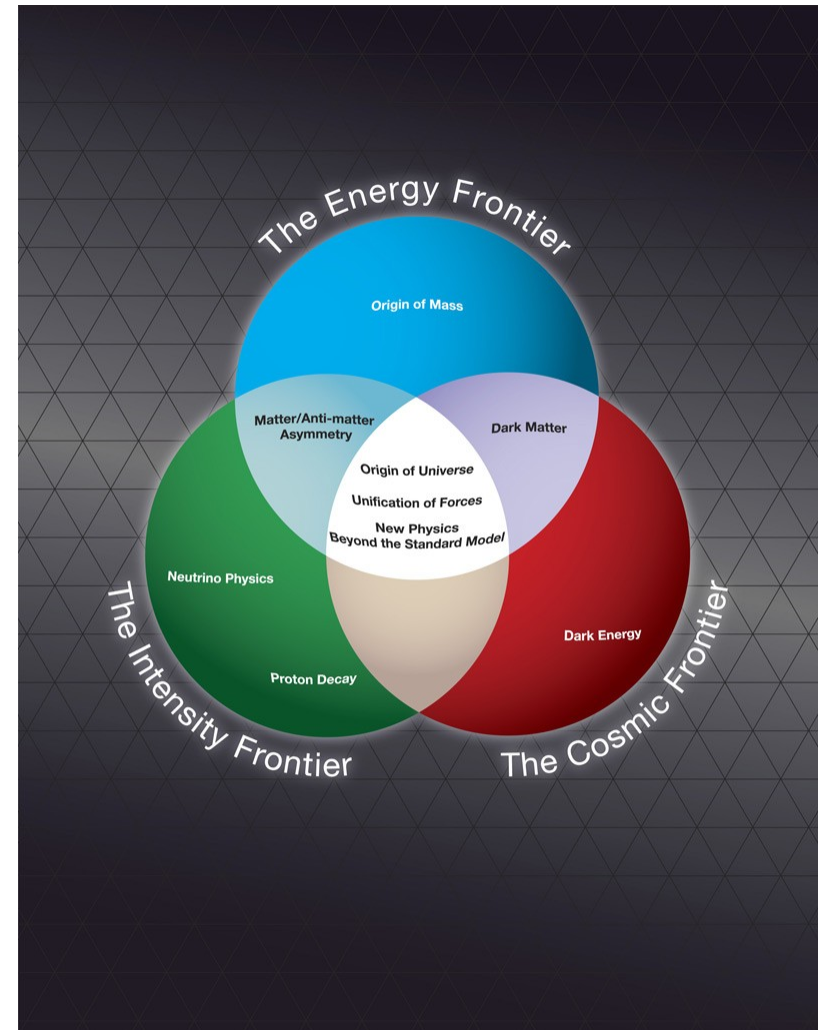 The Energy Frontier
Origin of Mass
Matter/Anti-matter
Asymmetry
Dark Matter
Origin of Universe
Unification of Forces
New Physics
Beyond the Standard Model
Neutrino Physics
Dark Energy
Proton Decay
The Intensity Frontier
The Cosmic Frontier